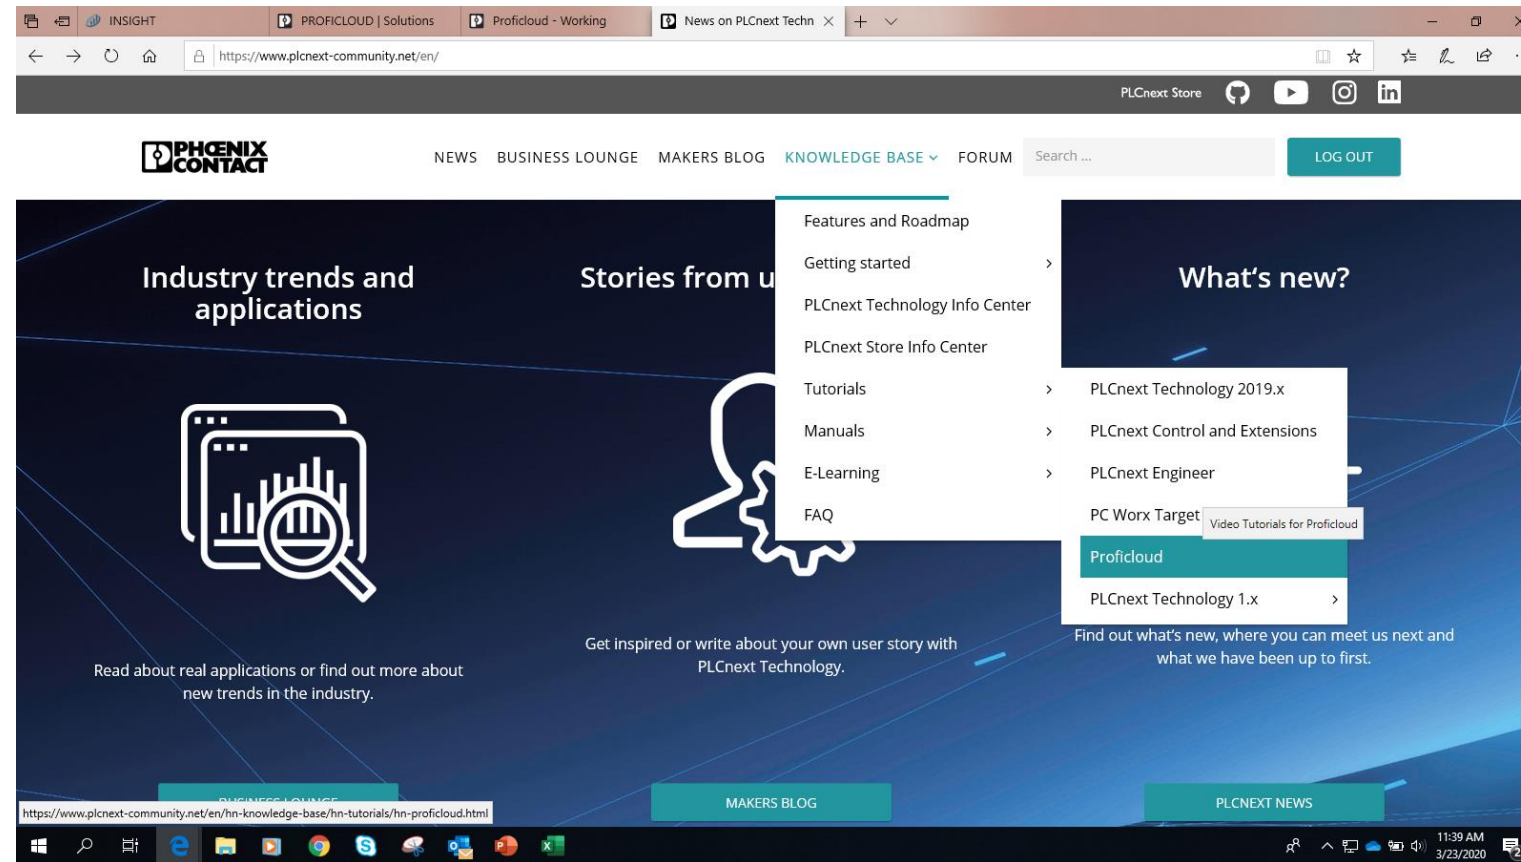 INSIGHT
PROFICLOUD | Solutions
Proficloud - Working
News on PLCnext Techn
https://www.plcnext-community.net/en/
PLCnext Store
in
PHŒNIX
CONTACT
NEWS BUSINESS LOUNGE MAKERS BLOG KNOWLEDGE BASE FORUM Search ... LOG OUT
Features and Roadmap
Getting started
PLCnext Technology Info Center
PLCnext Store Info Center
Tutorials
Manuals
E-Learning
FAQ
PLCnext Technology 2019.x
PLCnext Control and Extensions
PLCnext Engineer
PC Worx Target
Video Tutorials for Proficloud
Proficloud
PLCnext Technology 1.x
Industry trends and
applications
Read about real applications or find out more about
new trends in the industry.
Stories from u
Get inspired or write about your own user story with
PLCnext Technology.
What's new?
Find out what's new, where you can meet us next and
what we have been up to first.
BUSINESS LOUNGE
MAKERS BLOG
PLCNEXT NEWS
https://www.plcnext-community.net/en/hn-knowledge-base/hn-tutorials/hn-proficloud.html
11:39 AM
3/23/2020